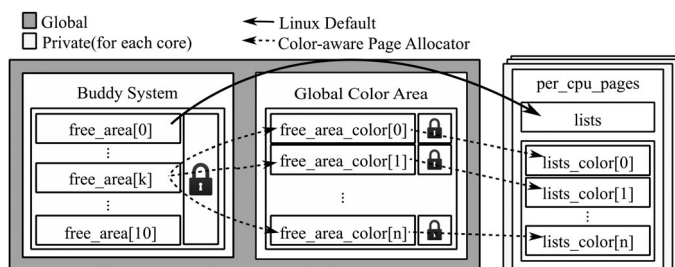 Global
Linux Default
Private(for each core)
Color-aware Page Allocator
Buddy System
free_area[0]
⋮
free_area[k]
⋮
free_area[10]
Global Color Area
free_area_color[0]
free_area_color[1]
⋮
free_area_color[n]
per_cpu_pages
lists
lists_color[0]
lists_color[1]
⋮
lists_color[n]